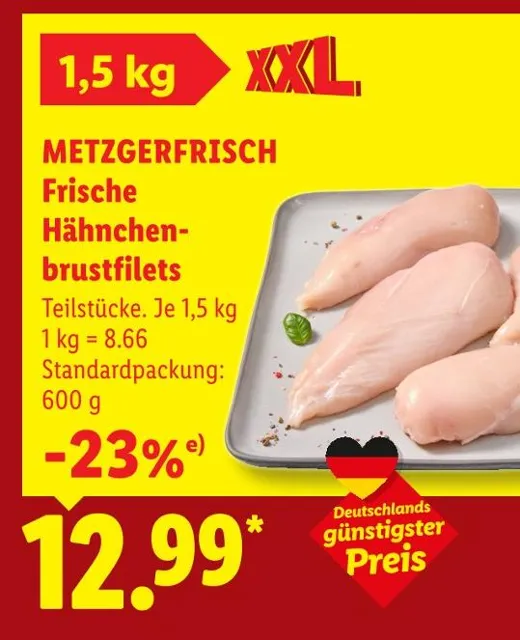 1,5 kg
XXL
METZGERFRISCH
Frische
Hähnchen-
brustfilets
Teilstücke. Je 1,5 kg
1 kg = 8.66
Standardpackung:
600 g
-23%e)
12.99*
Deutschlands
günstigster
Preis